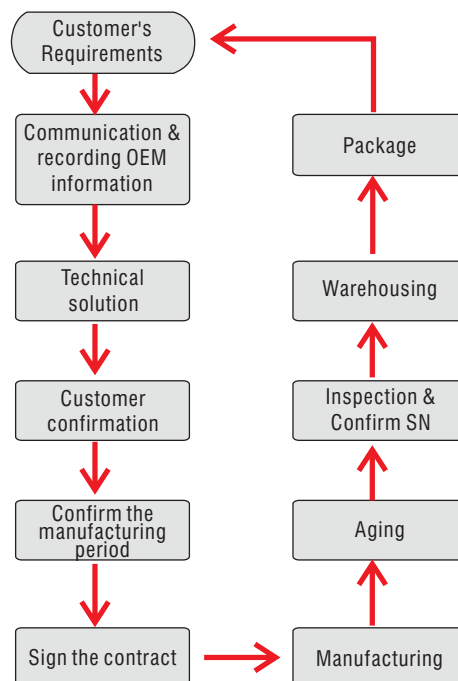 Customer's
Requirements
Communication &
recording OEM
information
Technical
solution
Customer
confirmation
Confirm the
manufacturing
period
Sign the contract
Manufacturing
Aging
Inspection &
Confirm SN
Warehousing
Package